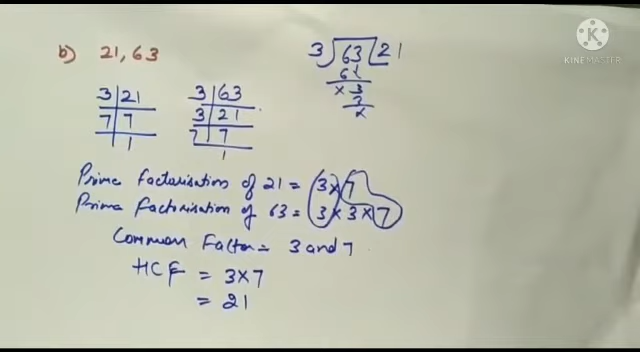 b) 21, 63
3 63 21
6↓
x 3
3
x
3 21
7 7
1
3 63
3 21
7 7
1
Prime factorisation of 21 = 3 x 7
Prime factorisation of 63 = 3 x 3 x 7
Common Factor = 3 and 7
HCF = 3 x 7
= 21
KINEMASTER